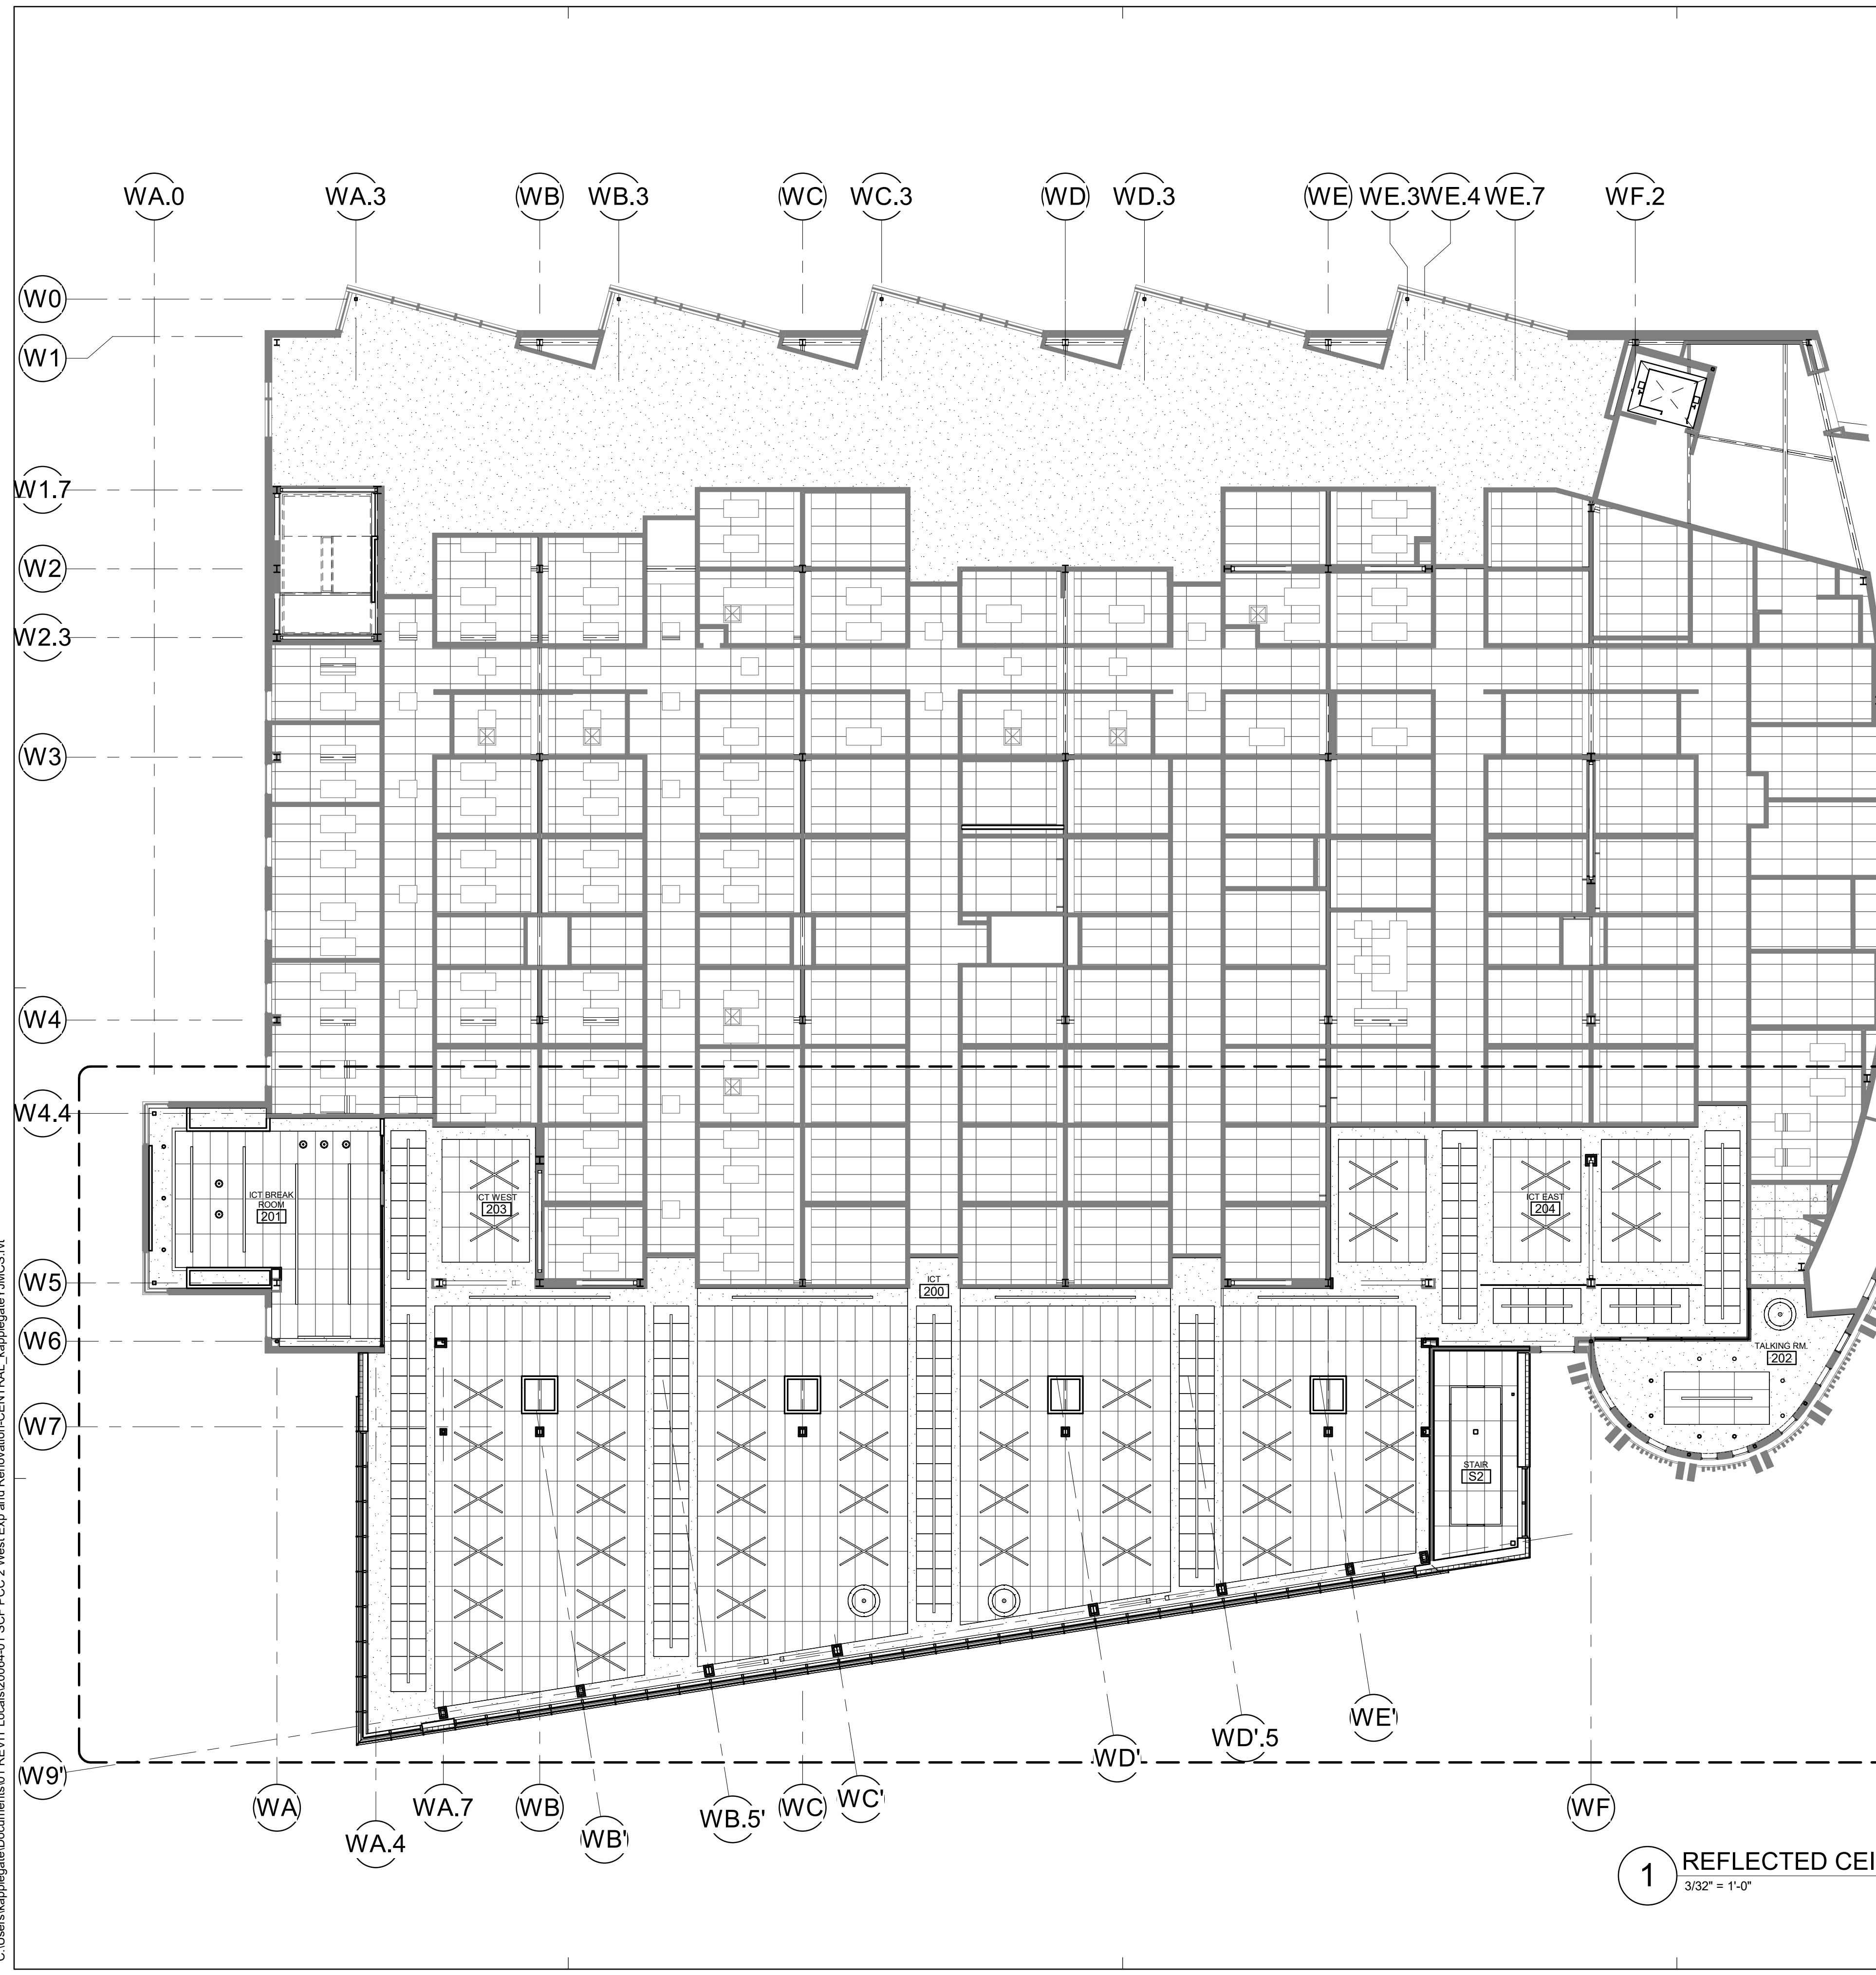 WA.0
WA.3
WB
WB.3
WC
WC.3
WD
WD.3
WE
WE.3
WE.4
WE.7
WF.2
W0
W1
W1.7
W2
W2.3
W3
W4
W4.4
W5
W6
W7
W9'
ICT BREAK
ROOM
201
ICT WEST
203
ICT
200
ICT EAST
204
TALKING RM.
202
STAIR
S2
WA
WA.4
WA.7
WB
WB'
WB.5'
WC
WC'
WD'
WD'.5
WE'
WF
1
REFLECTED CEI
3/32" = 1'-0"